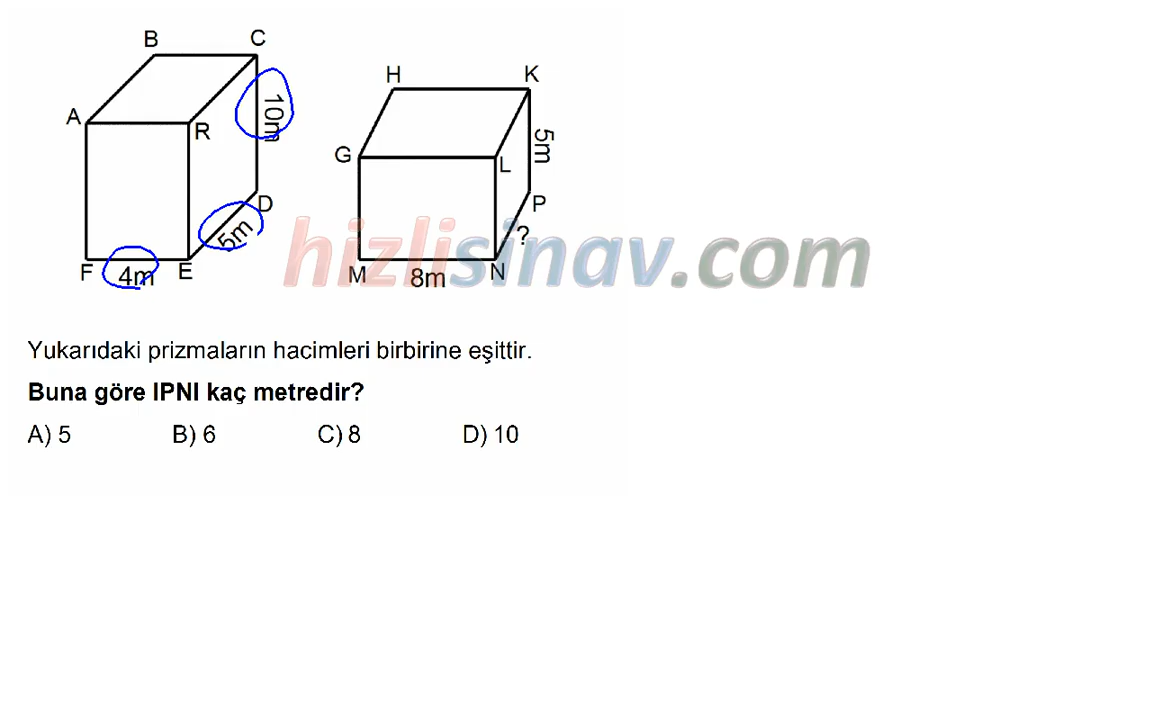 B C
H K
A R 10m
G L 5m
D P
5m ?
F 4m E M 8m N
hizlisinav.com
Yukarıdaki prizmaların hacimleri birbirine eşittir.
Buna göre IPNI kaç metredir?
A) 5 B) 6 C) 8 D) 10